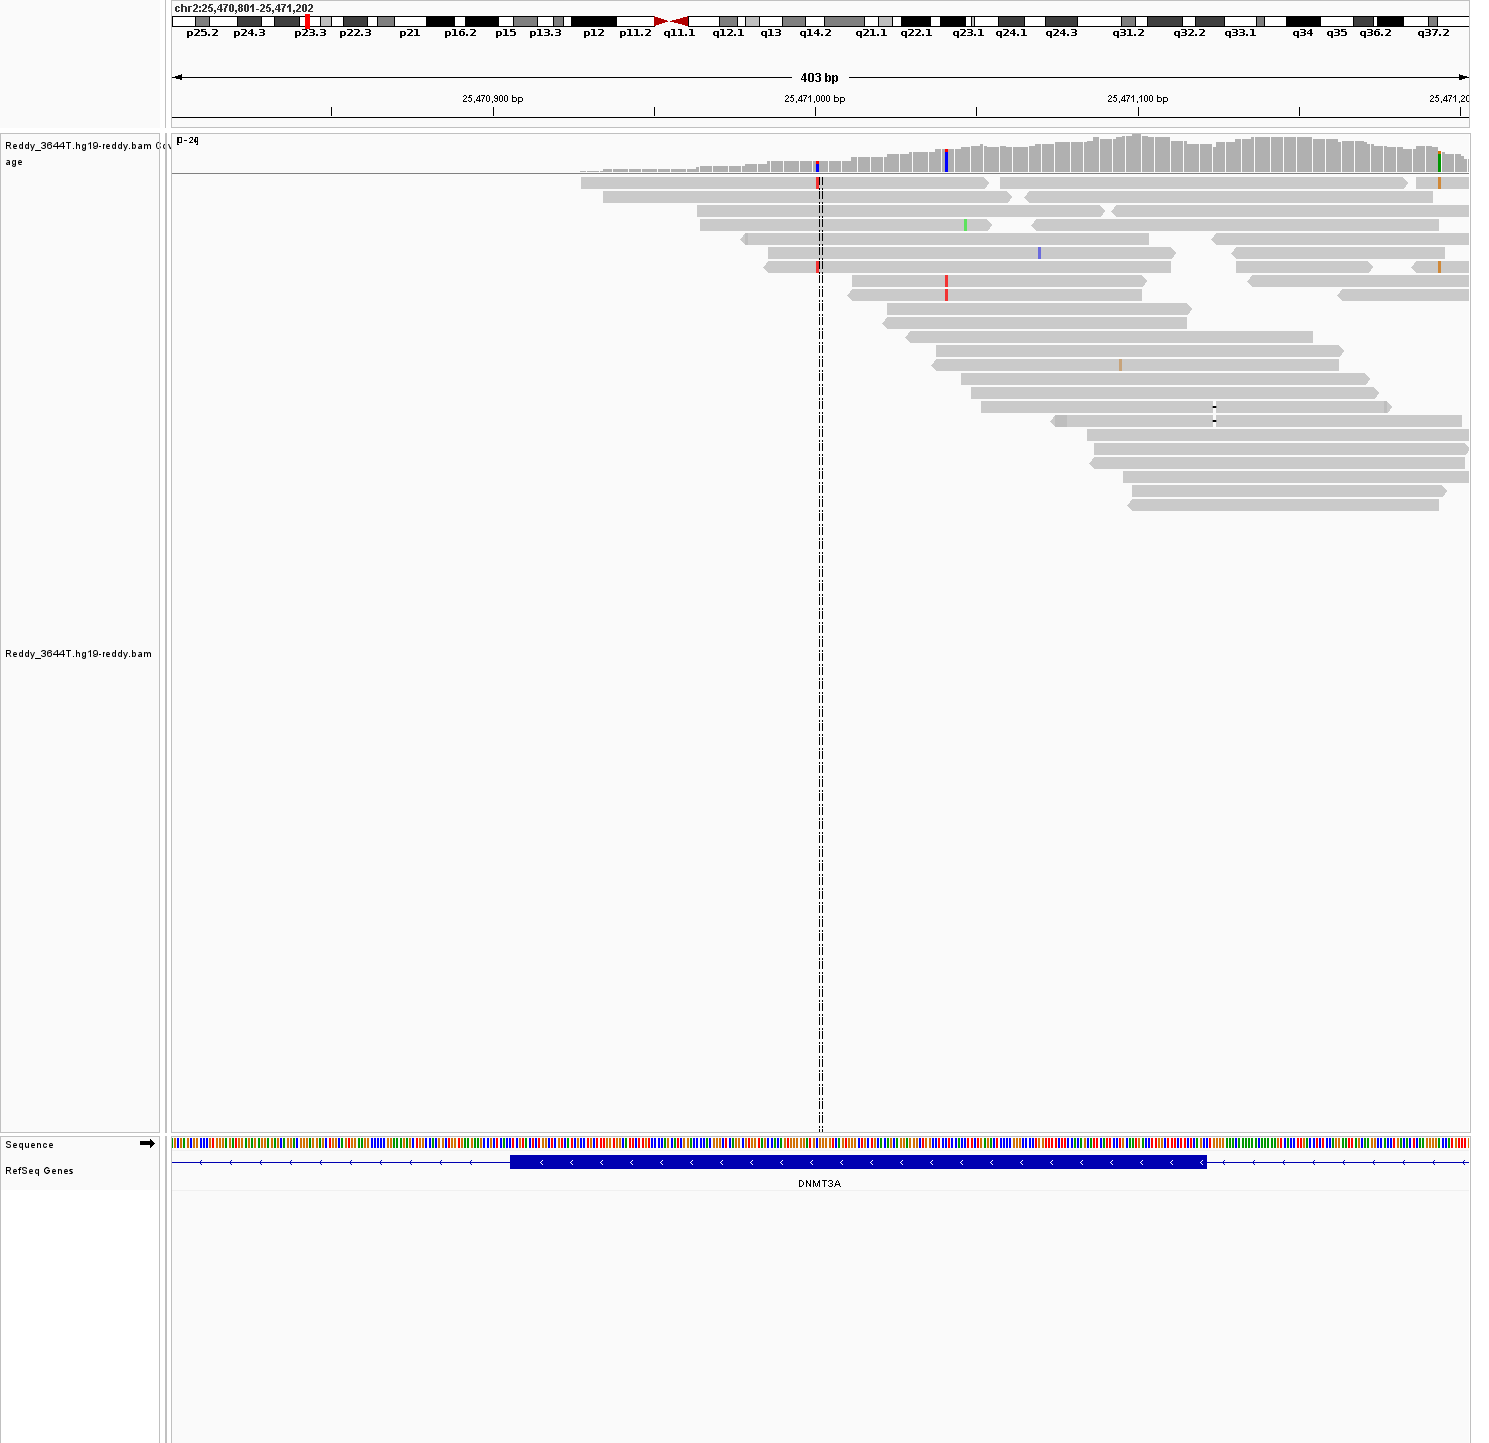 chr2:25,470,801-25,471,202
p25.2 p24.3 p23.3 p22.3 p21 p16.2 p15 p13.3 p12 p11.2 q11.1 q12.1 q13 q14.2 q21.1 q22.1 q23.1 q24.1 q24.3 q31.2 q32.2 q33.1 q34 q35 q36.2 q37.2
403 bp
25,470,900 bp 25,471,000 bp 25,471,100 bp 25,471,20
Reddy_3644T.hg19-reddy.bam Cov
age
[0-24]
Reddy_3644T.hg19-reddy.bam
Sequence
RefSeq Genes
DNMT3A